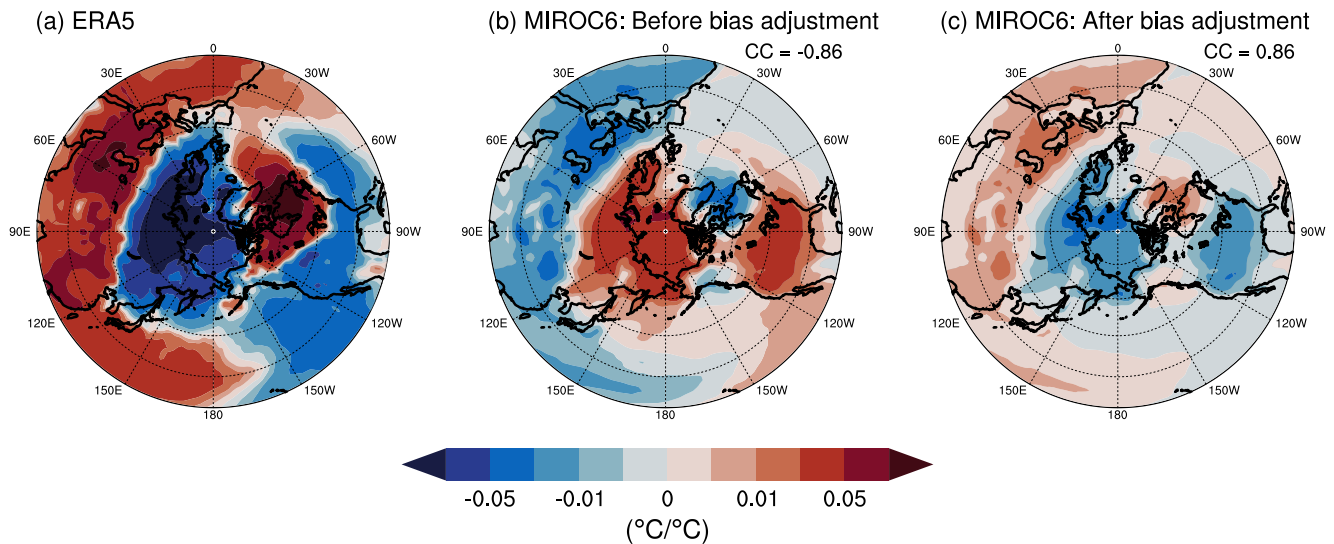 (a) ERA5
0
30E
30W
60E
60W
90E
90W
120E
120W
150E
150W
180
(b) MIROC6: Before bias adjustment
CC = -0.86
0
30E
30W
60E
60W
90E
90W
120E
120W
150E
150W
180
(c) MIROC6: After bias adjustment
CC = 0.86
0
30E
30W
60E
60W
90E
90W
120E
120W
150E
150W
180
-0.05 -0.01 0 0.01 0.05
(°C/°C)